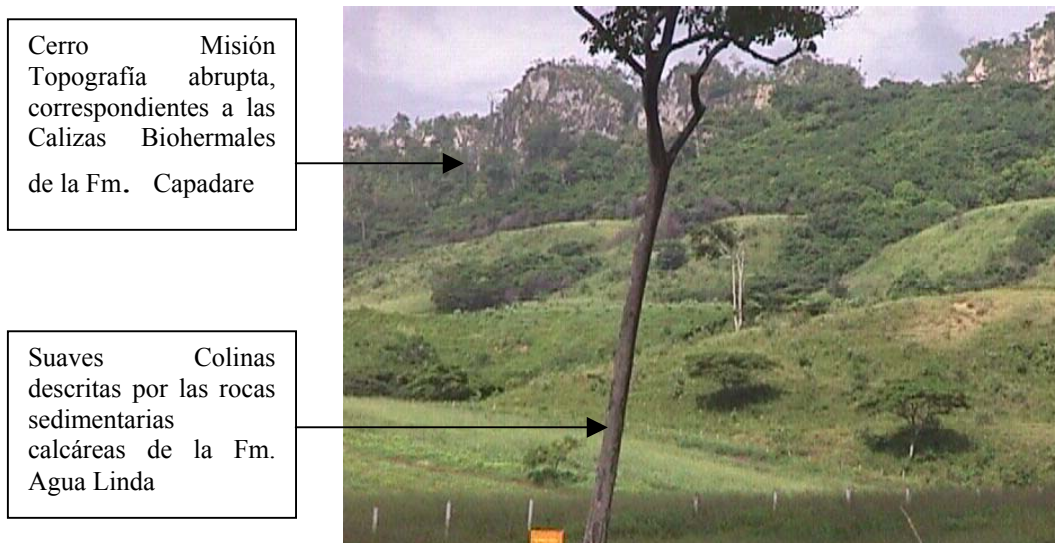 Cerro Misión
Topografía abrupta,
correspondientes a las
Calizas Biohermales
de la Fm. Capadare
Suaves Colinas
descritas por las rocas
sedimentarias
calcáreas de la Fm.
Agua Linda